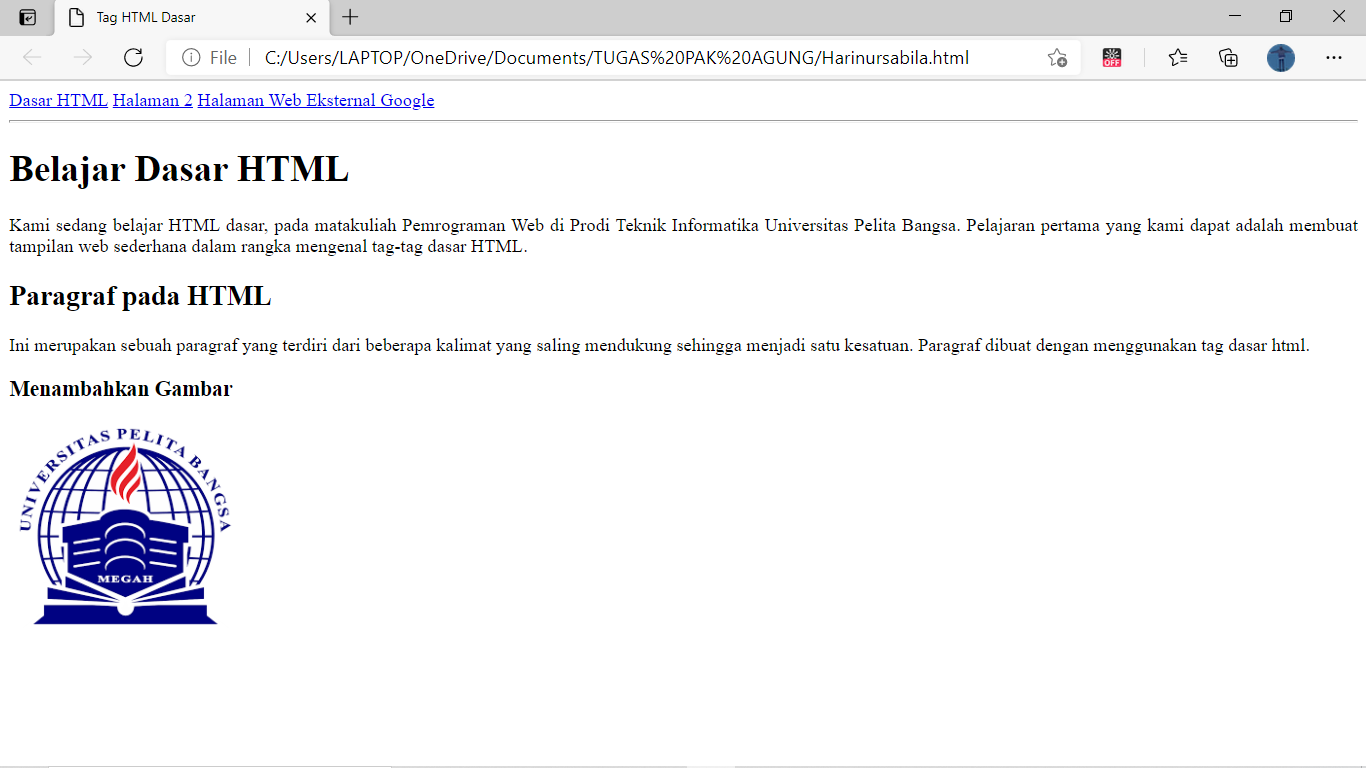 Tag HTML Dasar
File
C:/Users/LAPTOP/OneDrive/Documents/TUGAS%20PAK%20AGUNG/Harinursabila.html
OFF
Dasar HTML Halaman 2 Halaman Web Eksternal Google
Belajar Dasar HTML
Kami sedang belajar HTML dasar, pada matakuliah Pemrograman Web di Prodi Teknik Informatika Universitas Pelita Bangsa. Pelajaran pertama yang kami dapat adalah membuat
tampilan web sederhana dalam rangka mengenal tag-tag dasar HTML.
Paragraf pada HTML
Ini merupakan sebuah paragraf yang terdiri dari beberapa kalimat yang saling mendukung sehingga menjadi satu kesatuan. Paragraf dibuat dengan menggunakan tag dasar html.
Menambahkan Gambar
UNIVERSITAS PELITA BANGSA
MEGAH